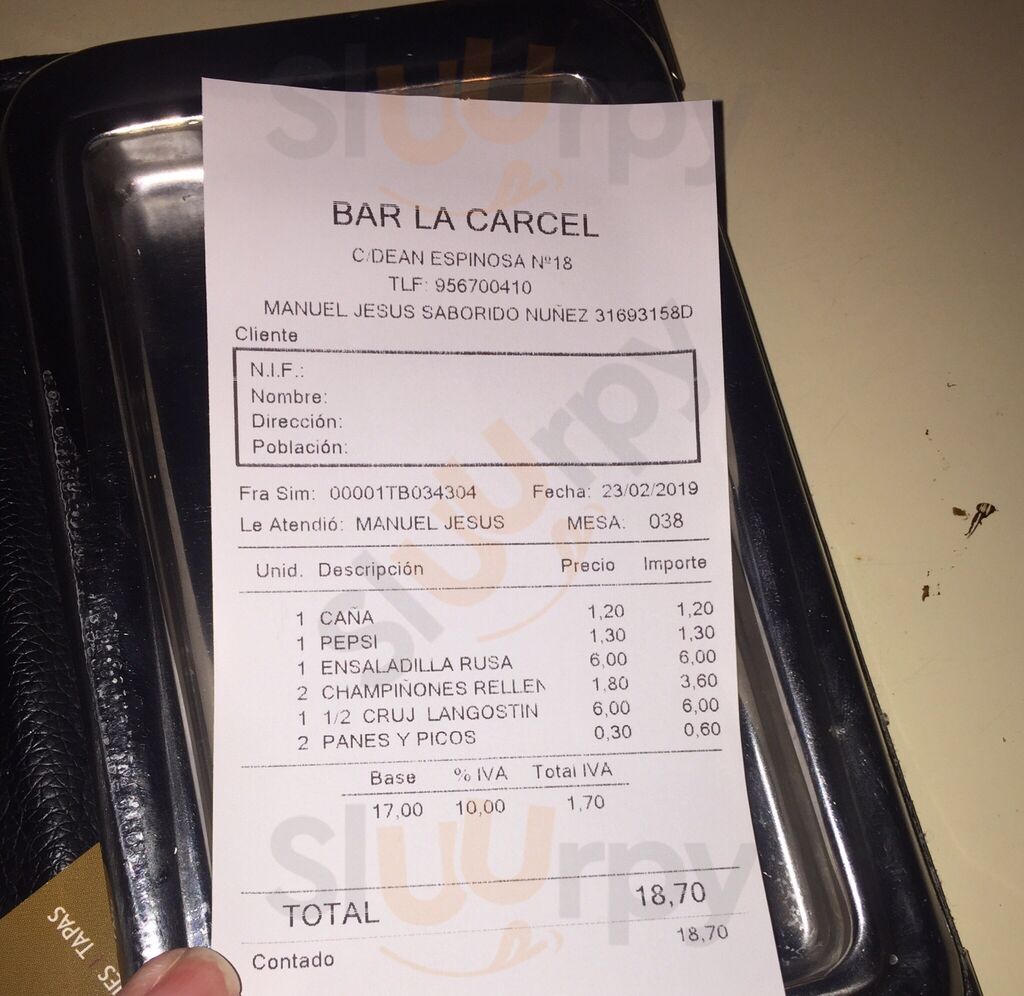 Sluurpy
BAR LA CARCEL
C/DEAN ESPINOSA Nº18
TLF: 956700410
MANUEL JESUS SABORIDO NUÑEZ 31693158D
Cliente
N.I.F.:
Nombre:
Dirección:
Población:
Sluurpy
Fra Sim: 00001TB034304 Fecha: 23/02/2019
Le Atendió: MANUEL JESUS MESA: 038
Unid. Descripción Precio Importe
1 CAÑA 1,20 1,20
1 PEPSI 1,30 1,30
1 ENSALADILLA RUSA 6,00 6,00
2 CHAMPIÑONES RELLEN 1,80 3,60
1 1/2 CRUJ LANGOSTIN 6,00 6,00
2 PANES Y PICOS 0,30 0,60
Base % IVA Total IVA
17,00 10,00 1,70
Sluurpy
TOTAL 18,70
Contado 18,70
TAPAS